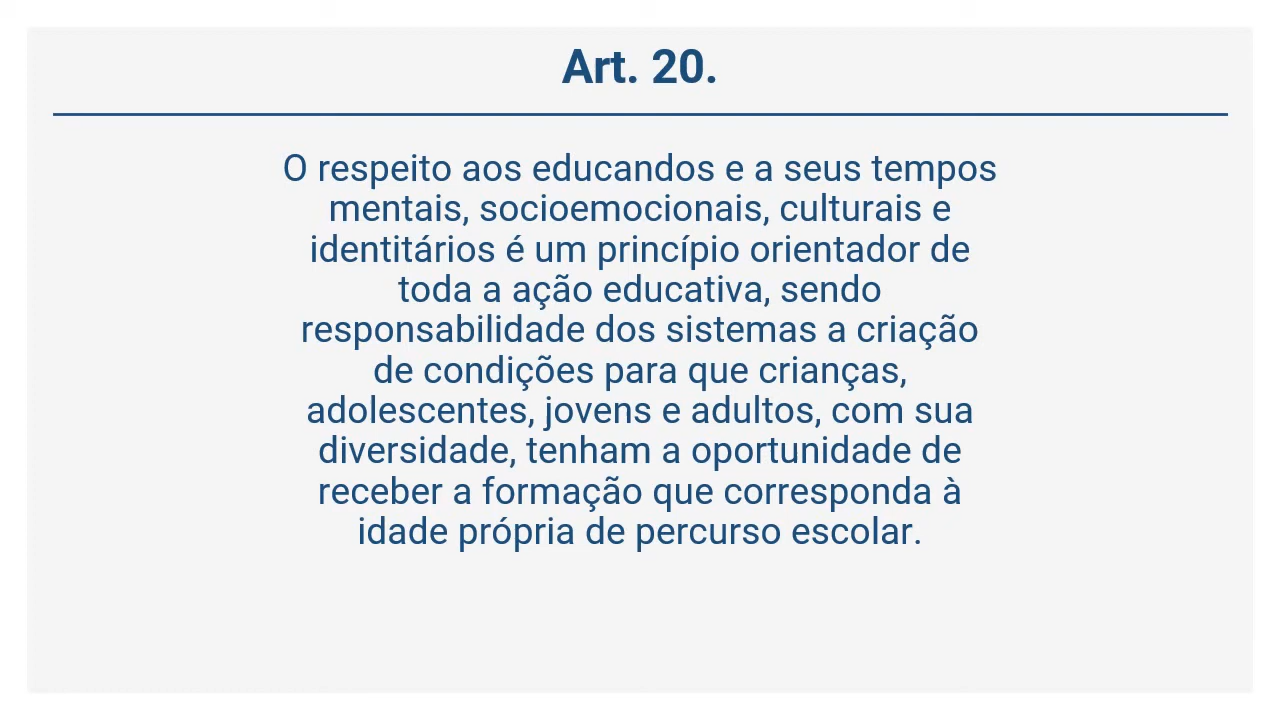 Art. 20.
O respeito aos educandos e a seus tempos
mentais, socioemocionais, culturais e
identitários é um princípio orientador de
toda a ação educativa, sendo
responsabilidade dos sistemas a criação
de condições para que crianças,
adolescentes, jovens e adultos, com sua
diversidade, tenham a oportunidade de
receber a formação que corresponda à
idade própria de percurso escolar.